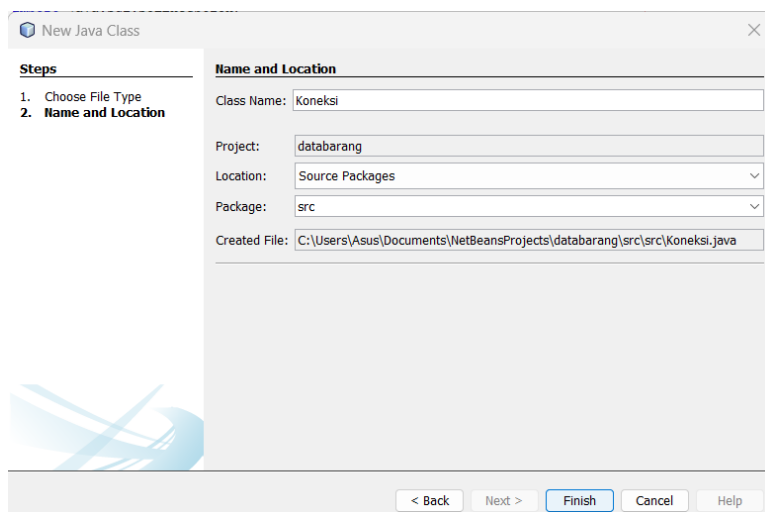 New Java Class
Steps
1. Choose File Type
2. Name and Location
Name and Location
Class Name: Koneksi
Project: databarang
Location: Source Packages
Package: src
Created File: C:\Users\Asus\Documents\NetBeansProjects\databarang\src\src\Koneksi.java
< Back Next > Finish Cancel Help